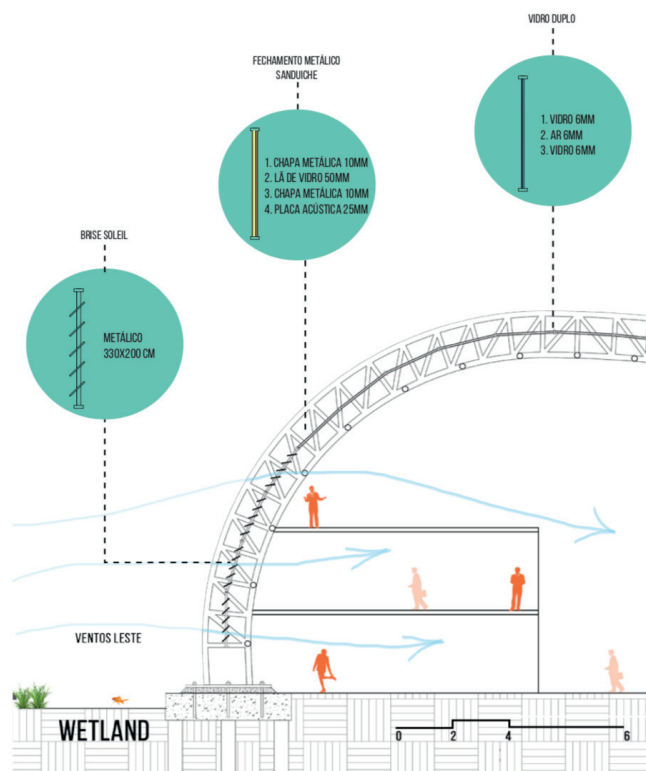 VIDRO DUPLO
1. VIDRO 6MM
2. AR 6MM
3. VIDRO 6MM
FECHAMENTO METÁLICO
SANDUICHE
1. CHAPA METÁLICA 10MM
2. LÃ DE VIDRO 50MM
3. CHAPA METÁLICA 10MM
4. PLACA ACÚSTICA 25MM
BRISE SOLEIL
METÁLICO
330X200 CM
VENTOS LESTE
WETLAND
0 2 4 6